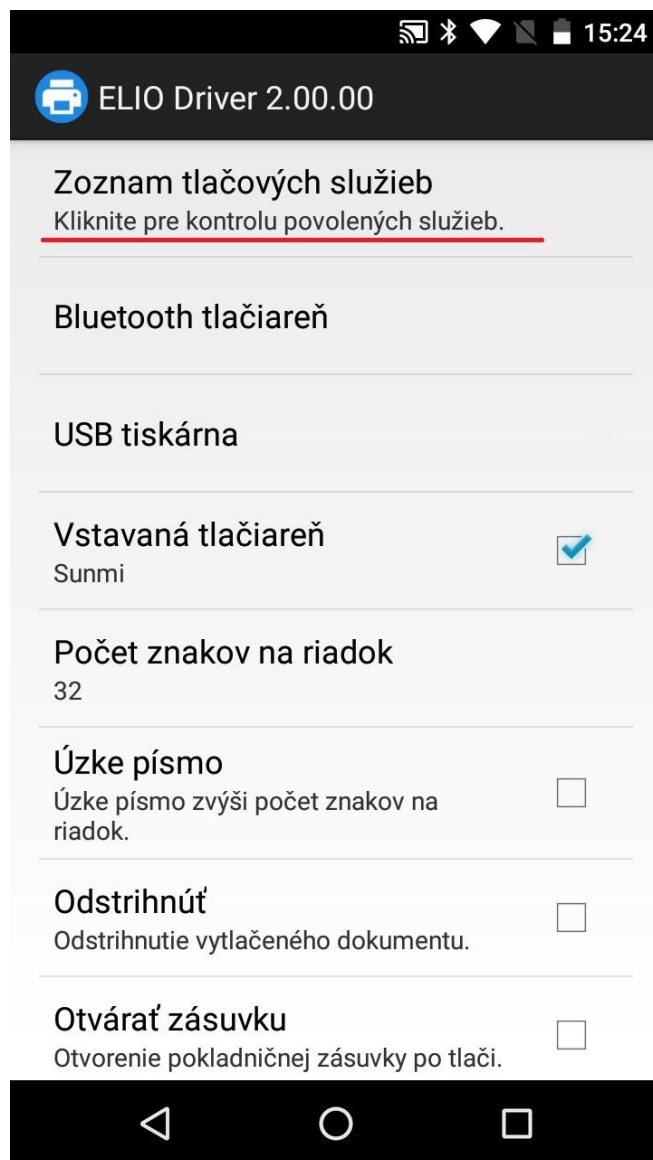 15:24
ELIO Driver 2.00.00
Zoznam tlačových služieb
Kliknite pre kontrolu povolených služieb.
Bluetooth tlačiareň
USB tiskárna
Vstavaná tlačiareň
Sunmi
Počet znakov na riadok
32
Úzke písmo
Úzke písmo zvýši počet znakov na
riadok.
Odstrihnúť
Odstrihnutie vytlačeného dokumentu.
Otvárať zásuvku
Otvorenie pokladničnej zásuvky po tlači.